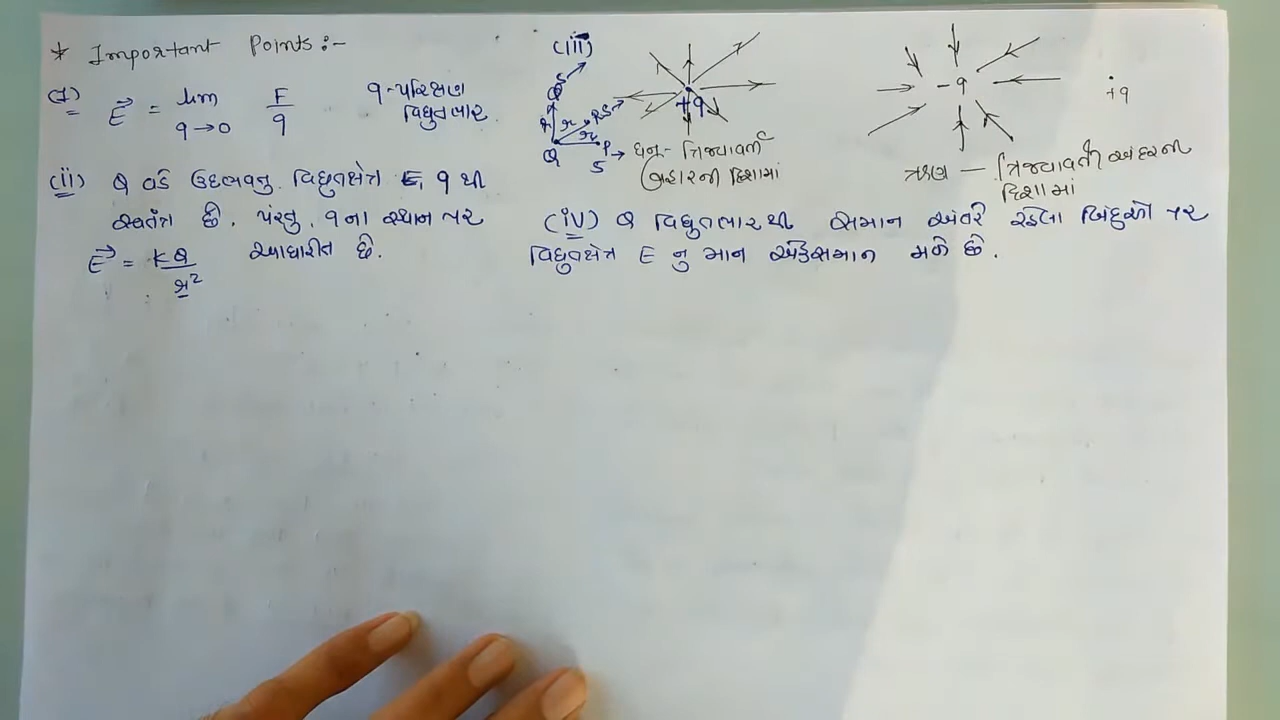 * Important Points :-
(I) E⃗ = lim q→0 F/q q - પરિક્ષણ
વિધુતભાર
(ii) Q વડે ઉદભવતુ વિધુતક્ષેત્ર E, q થી
સ્વતંત્ર છે. પરંતુ, q ના સ્થાન પર
E⃗ = KQ/r² આધારીત છે.
(iii)
+q
Q r P
S
ધન - ત્રિજ્યાવર્તી
બહારની દિશામાં
-q
+q
ઋણ - ત્રિજ્યાવર્તી અંદરની
દિશામાં
(iv) Q વિધુતભારથી સમાન અંતરે રહેલા બિંદુઓ પર
વિધુતક્ષેત્ર E નુ માન એકસમાન મળે છે.